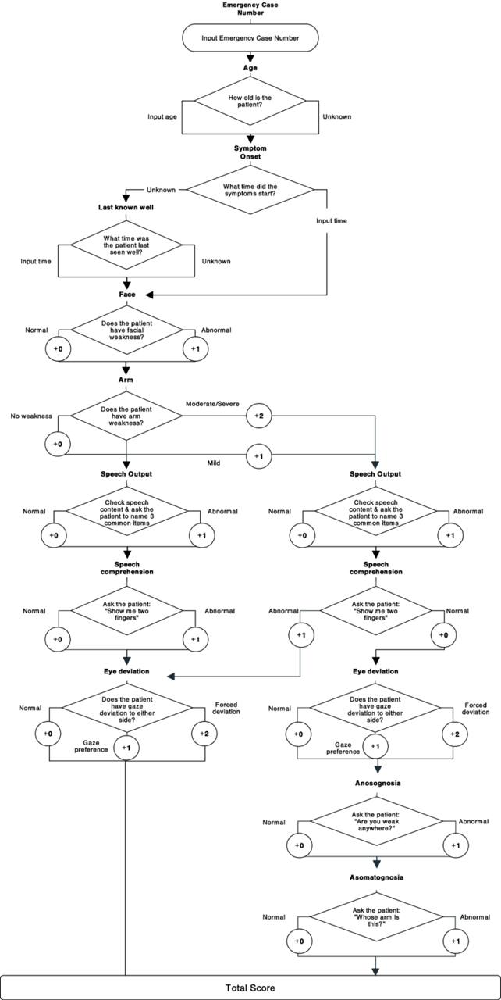 Emergency Case
Number
Input Emergency Case Number
Age
How old is the
patient?
Input age
Unknown
Symptom
Onset
What time did the
symptoms start?
Unknown
Input time
Last known well
What time was
the patient last
seen well?
Input time
Unknown
Face
Does the patient
have facial
weakness?
Normal
Abnormal
+0
+1
Arm
Does the patient
have arm
weakness?
No weakness
Moderate/Severe
+2
+0
+1
Mild
Speech Output
Check speech
content & ask the
patient to name 3
common items
Normal
Abnormal
+0
+1
Speech
comprehension
Ask the patient:
"Show me two
fingers"
Normal
Abnormal
+0
+1
Eye deviation
Does the patient
have gaze
deviation to either
side?
Normal
Forced
deviation
+0
+2
Gaze
preference
+1
Speech Output
Check speech
content & ask the
patient to name 3
common items
Normal
Abnormal
+0
+1
Speech
comprehension
Ask the patient:
"Show me two
fingers"
Abnormal
Normal
+1
+0
Eye deviation
Does the patient
have gaze
deviation to either
side?
Normal
Forced
deviation
+0
+2
Gaze
preference
+1
Anosognosia
Ask the patient:
"Are you weak
anywhere?"
Normal
Abnormal
+0
+1
Asomatognosia
Ask the patient:
"Whose arm is
this?"
Normal
Abnormal
+0
+1
Total Score